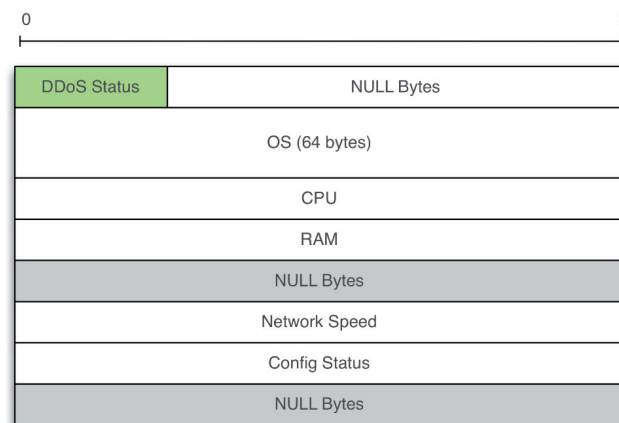 0
DDoS Status NULL Bytes
OS (64 bytes)
CPU
RAM
NULL Bytes
Network Speed
Config Status
NULL Bytes